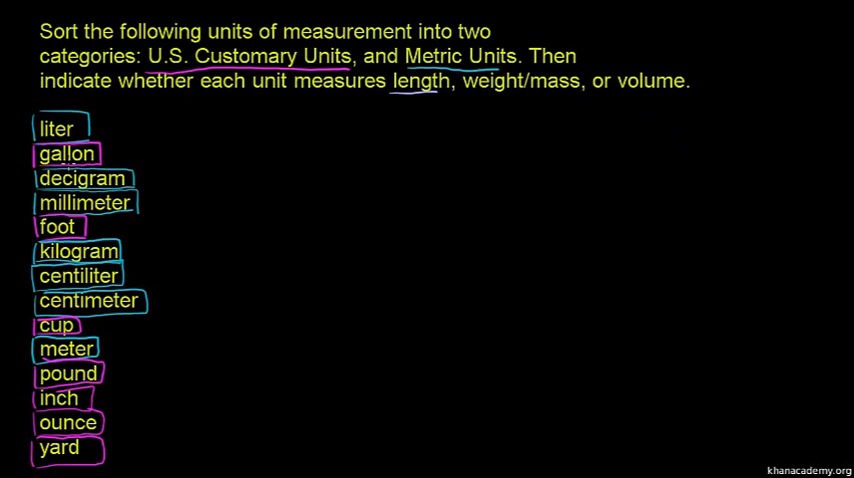 Sort the following units of measurement into two
categories: U.S. Customary Units, and Metric Units. Then
indicate whether each unit measures length, weight/mass, or volume.
liter
gallon
decigram
millimeter
foot
kilogram
centiliter
centimeter
cup
meter
pound
inch
ounce
yard
khanacademy.org